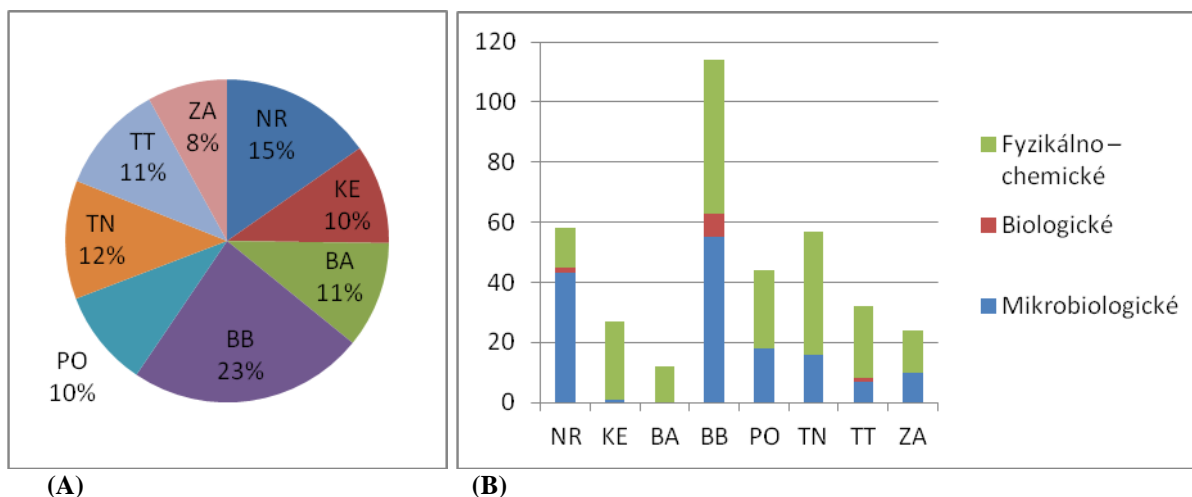 ZA
8%
NR
15%
TT
11%
KE
10%
TN
12%
BA
11%
BB
23%
PO
10%
120
100
80
60
40
20
0
NR KE BA BB PO TN TT ZA
Fyzikálno –
chemické
Biologické
Mikrobiologické
(A) (B)